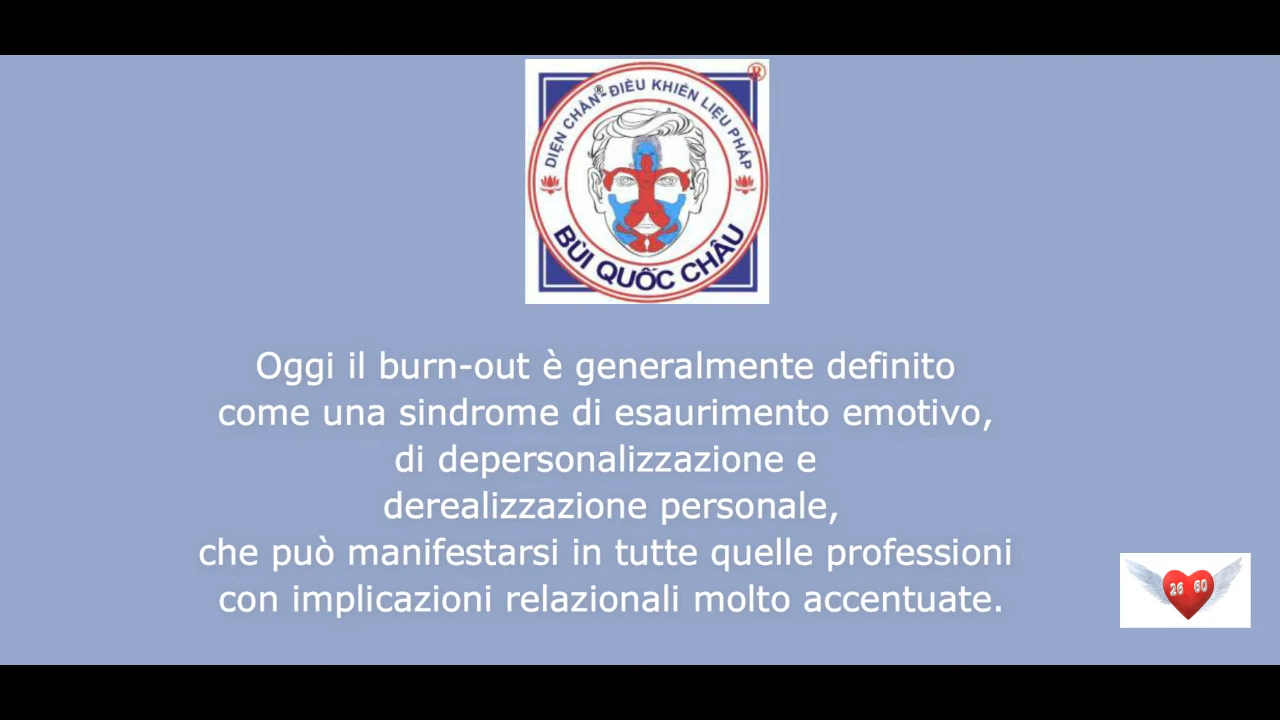 ®
DIỆN CHẨN®-ĐIỀU KHIỂN LIỆU PHÁP
BÙI QUỐC CHÂU
Oggi il burn-out è generalmente definito
come una sindrome di esaurimento emotivo,
di depersonalizzazione e
derealizzazione personale,
che può manifestarsi in tutte quelle professioni
con implicazioni relazionali molto accentuate.
26 60